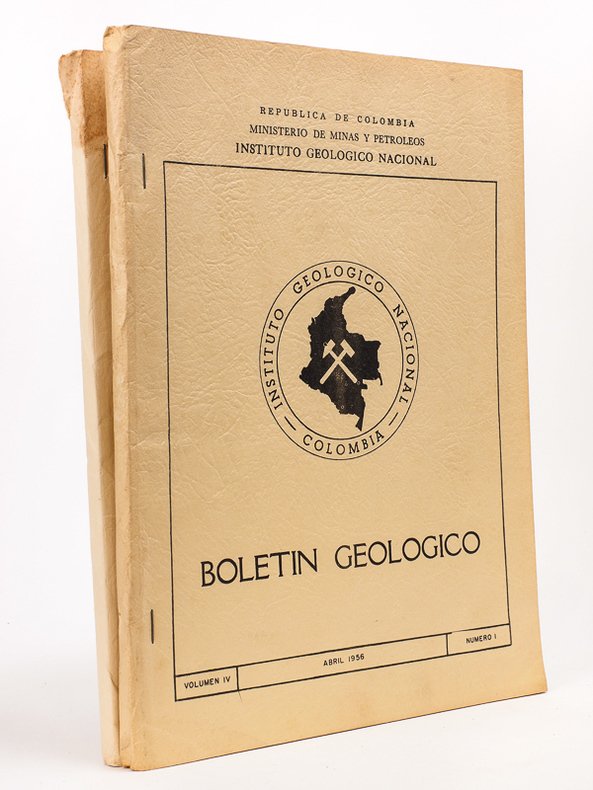 REPUBLICA DE COLOMBIA
MINISTERIO DE MINAS Y PETROLEOS
INSTITUTO GEOLOGICO NACIONAL
INSTITUTO GEOLOGICO NACIONAL
— COLOMBIA —
BOLETIN GEOLOGICO
VOLUMEN IV
ABRIL 1956
NUMERO I